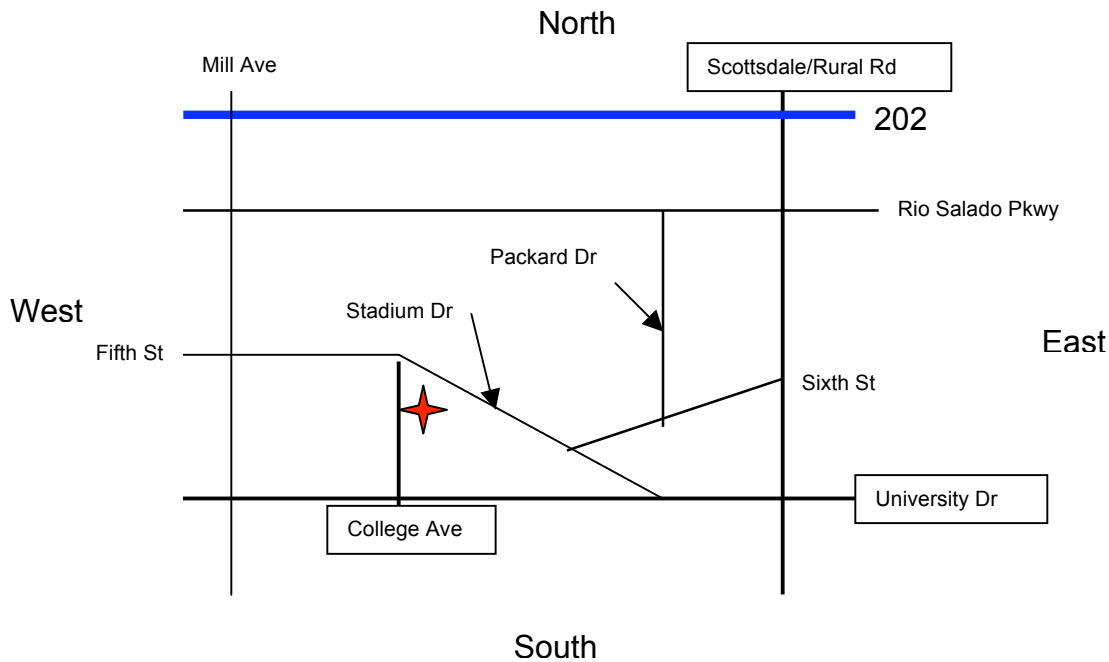 North
Mill Ave
Scottsdale/Rural Rd
202
Rio Salado Pkwy
Packard Dr
West
Stadium Dr
East
Fifth St
Sixth St
University Dr
College Ave
South